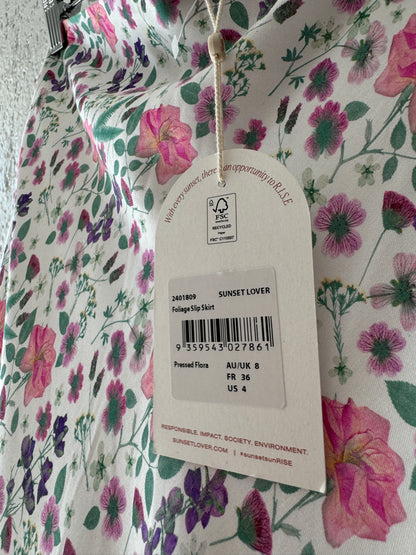 With every sunset, there's an opportunity to R.I.S.E
FSC
RECYCLED
Paper
2401809 SUNSET LOVER
Foliage Slip Skirt
9 359543 027861
Pressed Flora
AU/UK 8
FR 36
US 4
RESPONSIBLE. IMPACT. SOCIETY. ENVIRONMENT.
SUNSETLOVER.COM | #sunsetsunRISE